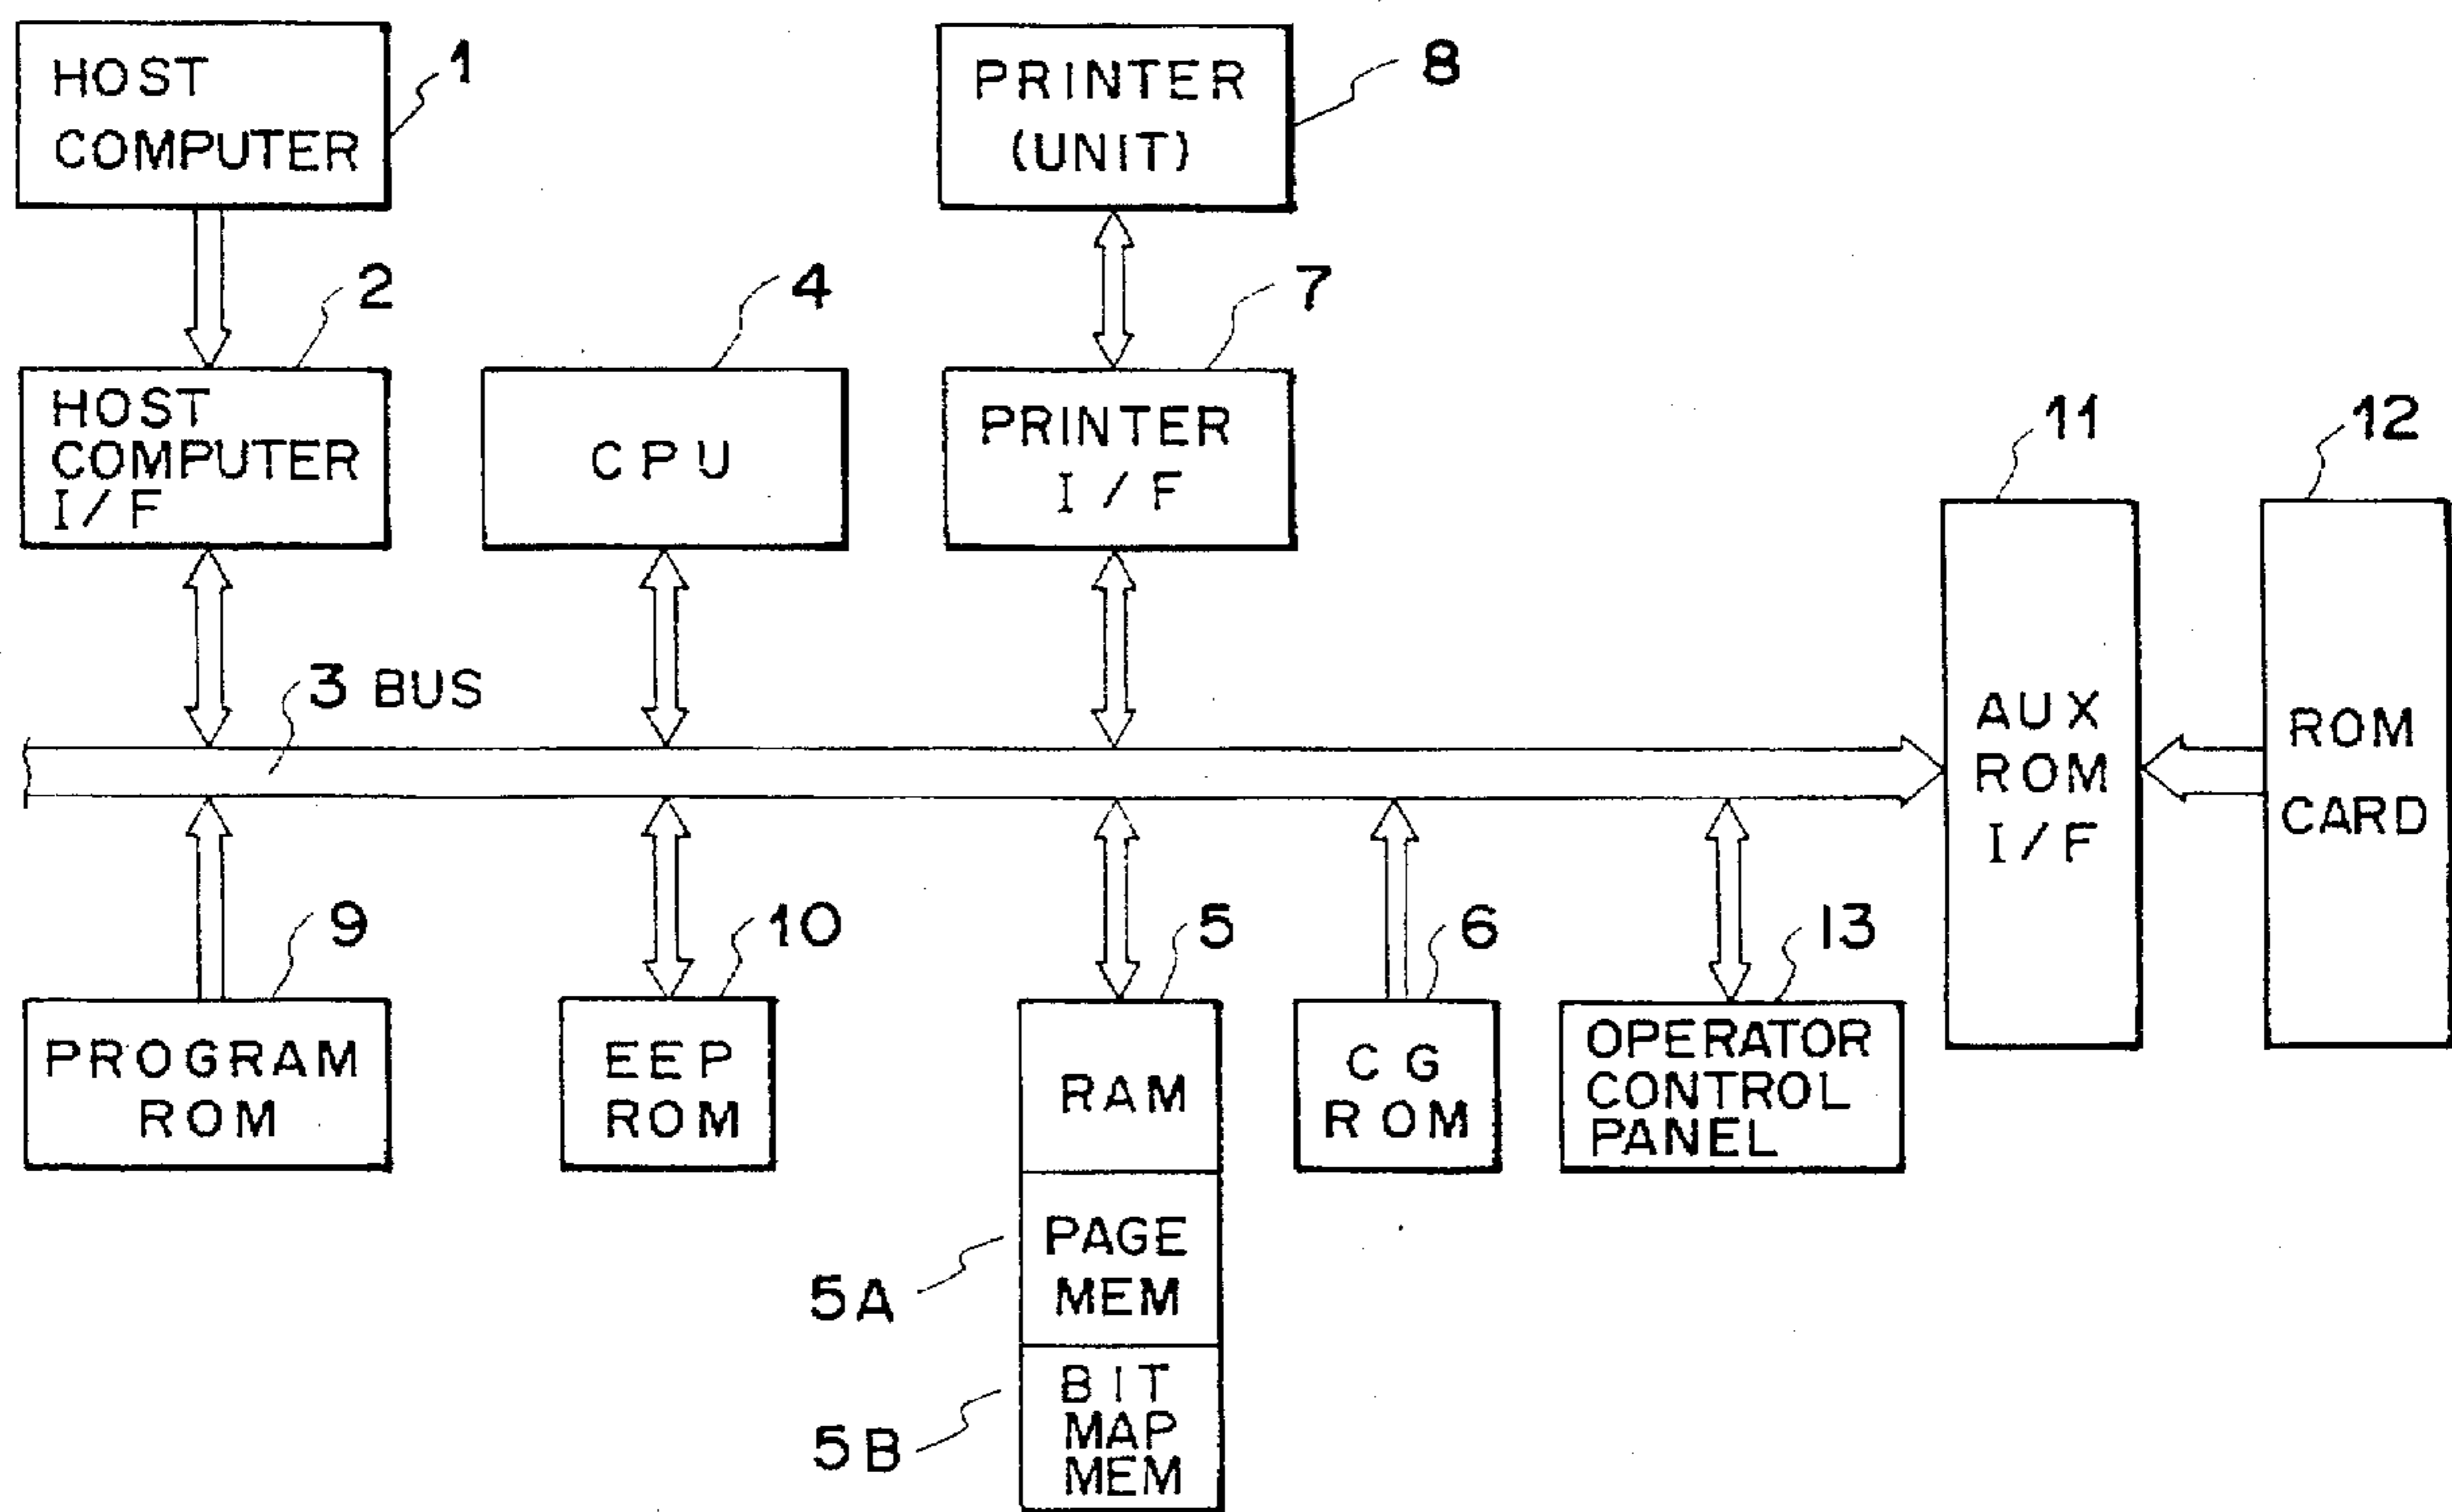 HOST
COMPUTER
1
PRINTER
(UNIT)
8
2
HOST
COMPUTER
I/F
4
CPU
7
PRINTER
I/F
11
12
3 BUS
AUX
ROM
I/F
ROM
CARD
9
PROGRAM
ROM
10
EEP
ROM
5
RAM
6
CG
ROM
13
OPERATOR
CONTROL
PANEL
5A
PAGE
MEM
5B
BIT
MAP
MEM